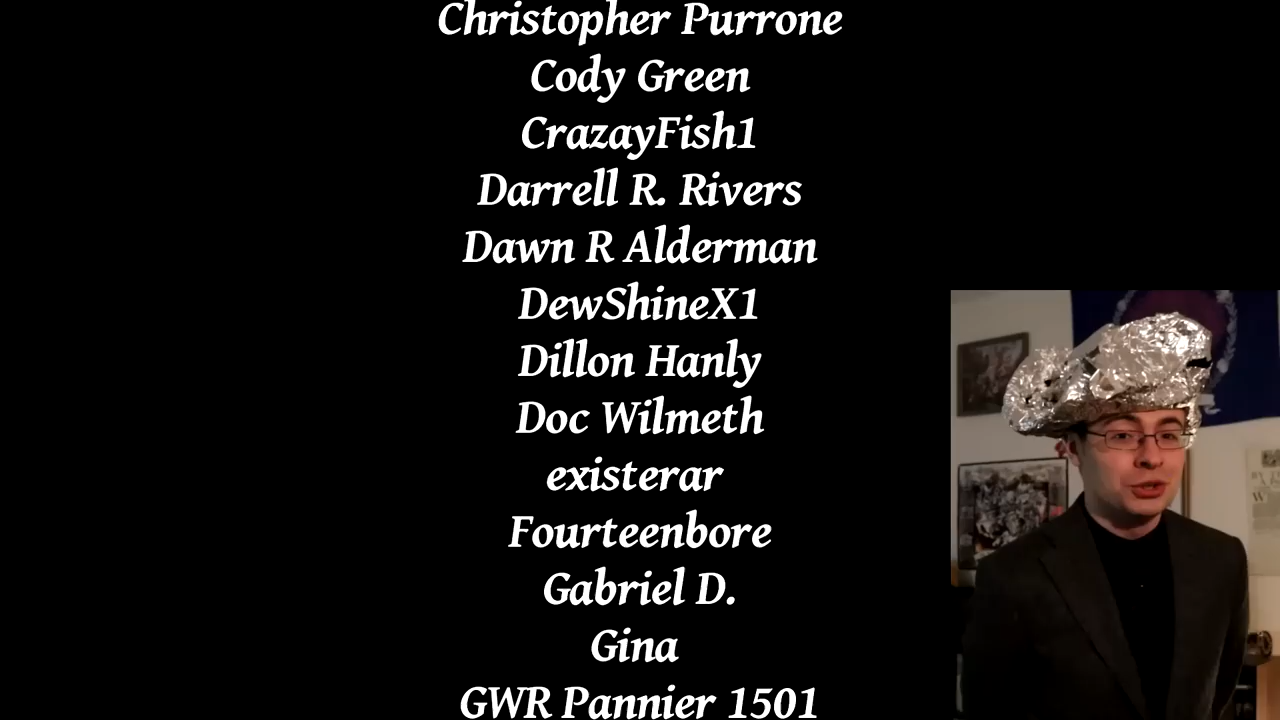 Christopher Purrone
Cody Green
CrazayFish1
Darrell R. Rivers
Dawn R Alderman
DewShineX1
Dillon Hanly
Doc Wilmeth
existerar
Fourteenbore
Gabriel D.
Gina
GWR Pannier 1501